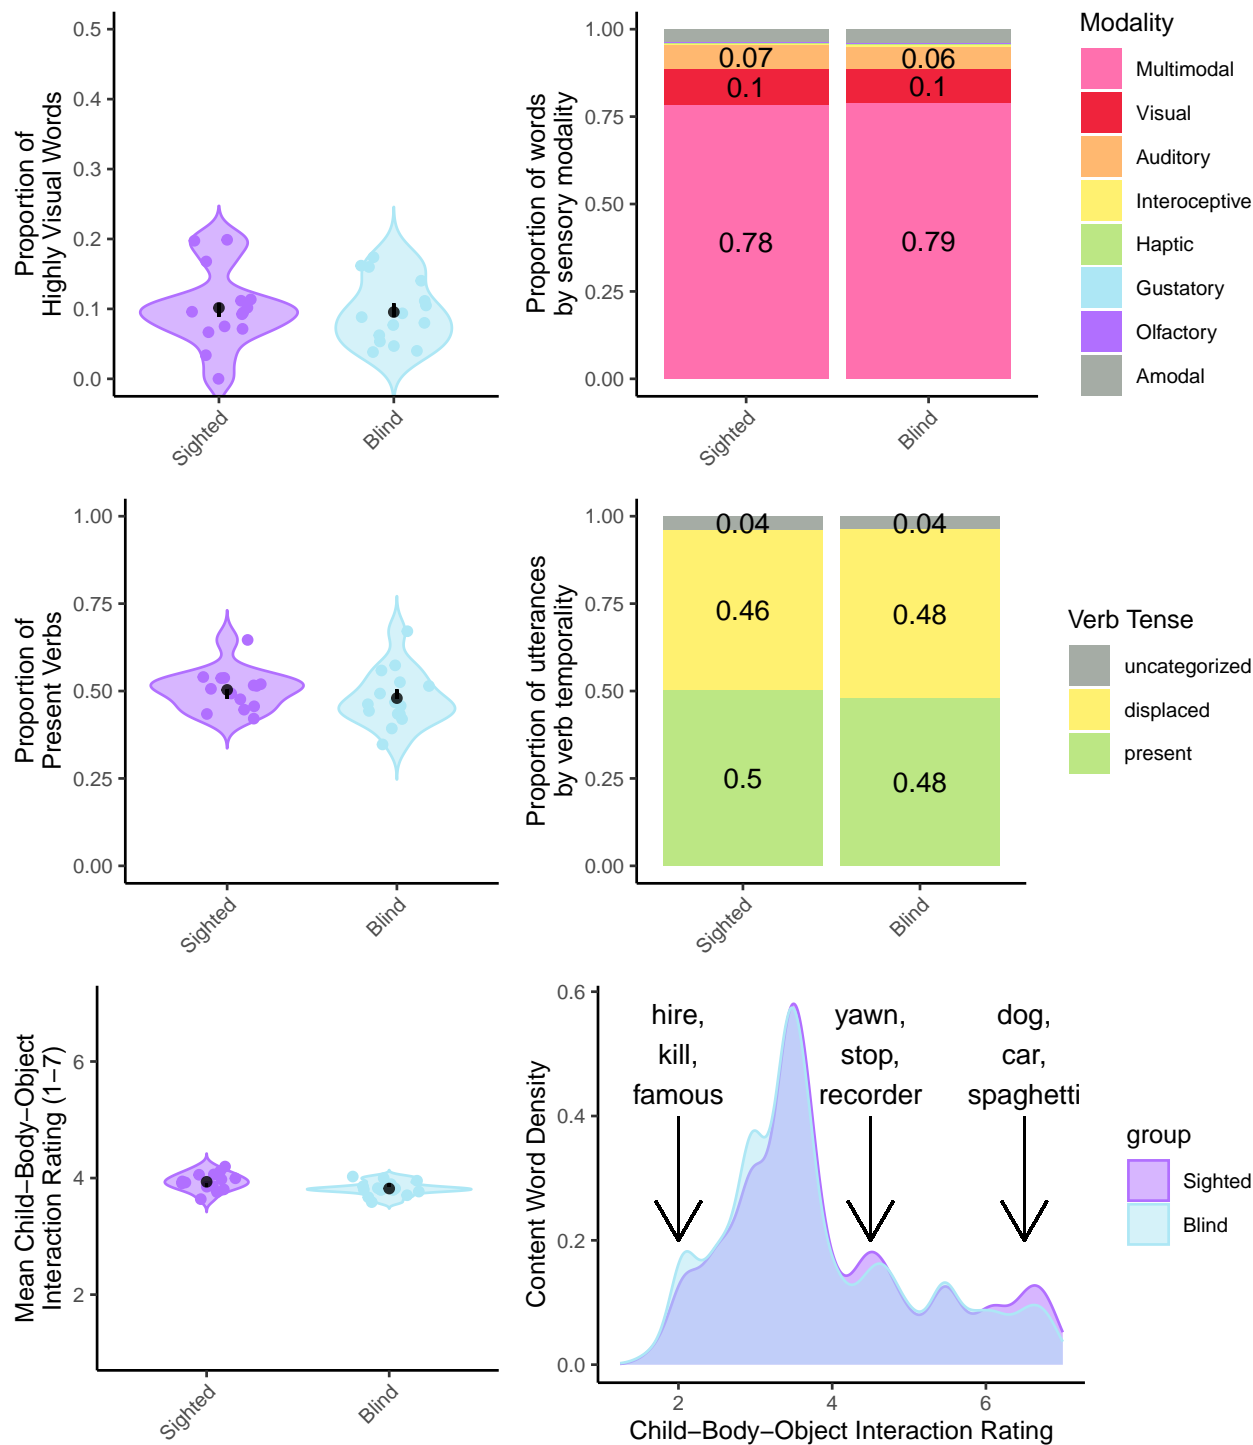 Proportion of
Highly Visual Words
0.5
0.4
0.3
0.2
0.1
0.0
Sighted
Blind
Proportion of words
by sensory modality
1.00
0.75
0.50
0.25
0.00
0.07
0.1
0.78
0.06
0.1
0.79
Sighted
Blind
Modality
Multimodal
Visual
Auditory
Interoceptive
Haptic
Gustatory
Olfactory
Amodal
Proportion of
Present Verbs
1.00
0.75
0.50
0.25
0.00
Sighted
Blind
Proportion of utterances
by verb temporality
1.00
0.75
0.50
0.25
0.00
0.04
0.46
0.5
0.04
0.48
0.48
Sighted
Blind
Verb Tense
uncategorized
displaced
present
Mean Child−Body−Object
Interaction Rating (1−7)
6
4
2
Sighted
Blind
Content Word Density
0.6
0.4
0.2
0.0
hire,
kill,
famous
yawn,
stop,
recorder
dog,
car,
spaghetti
2
4
6
Child−Body−Object Interaction Rating
group
Sighted
Blind